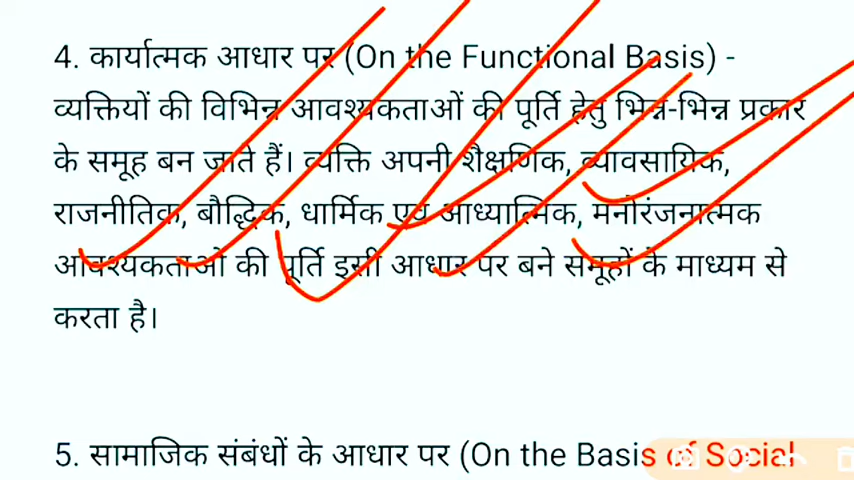 4. कार्यात्मक आधार पर (On the Functional Basis) -
व्यक्तियों की विभिन्न आवश्यकताओं की पूर्ति हेतु भिन्न-भिन्न प्रकार
के समूह बन जाते हैं। व्यक्ति अपनी शैक्षणिक, व्यावसायिक,
राजनीतिक, बौद्धिक, धार्मिक एवं आध्यात्मिक, मनोरंजनात्मक
आवश्यकताओं की पूर्ति इसी आधार पर बने समूहों के माध्यम से
करता है।
5. सामाजिक संबंधों के आधार पर (On the Basis of Social